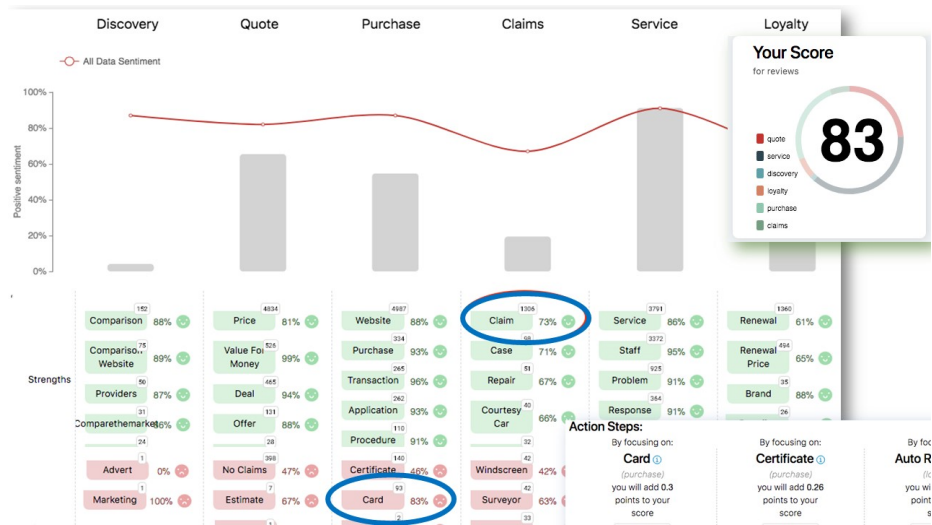 Discovery Quote Purchase Claims Service Loyalty
All Data Sentiment
Your Score
for reviews
83
quote
service
discovery
loyalty
purchase
claims
Positive sentiment
100%
80%
60%
40%
20%
0%
Strengths
152
Comparison 88%
75
Comparison Website 89%
50
Providers 87%
31
Comparethemarket 86%
24
1
Advert 0%
1
Marketing 100%
4834
Price 81%
526
Value For Money 99%
465
Deal 94%
131
Offer 88%
28
398
No Claims 47%
7
Estimate 67%
1
4987
Website 88%
334
Purchase 93%
265
Transaction 96%
262
Application 93%
110
Procedure 91%
140
Certificate 46%
93
Card 83%
2
1306
Claim 73%
98
Case 71%
51
Repair 67%
40
Courtesy Car 66%
32
42
Windscreen 42%
42
Surveyor 63%
33
3791
Service 86%
3372
Staff 95%
925
Problem 91%
364
Response 91%
1360
Renewal 61%
494
Renewal Price 65%
35
Brand 88%
26
Action Steps:
By focusing on:
Card
(purchase)
you will add 0.3
points to your
score
By focusing on:
Certificate
(purchase)
you will add 0.26
points to your
score